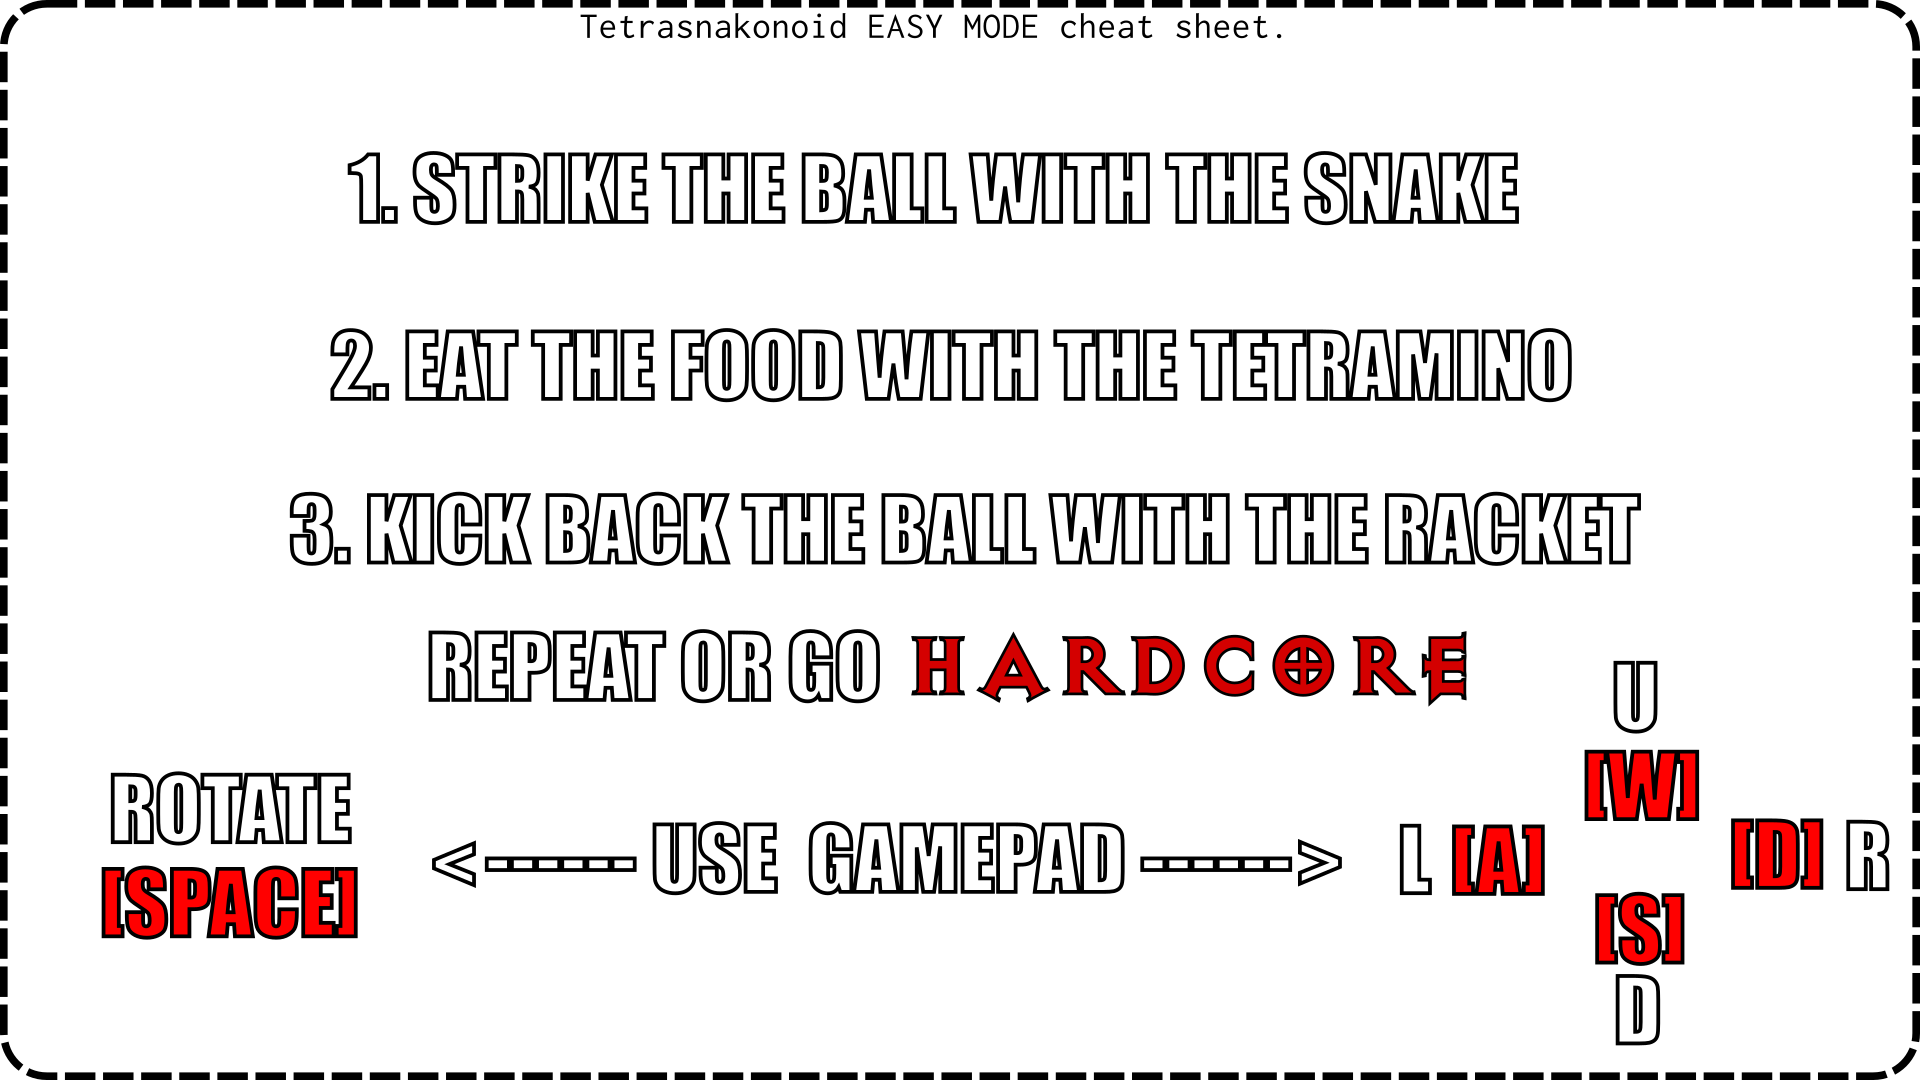 Tetrasnakonoid EASY MODE cheat sheet.
1. STRIKE THE BALL WITH THE SNAKE
2. EAT THE FOOD WITH THE TETRAMINO
3. KICK BACK THE BALL WITH THE RACKET
REPEAT OR GO HARDCORE
ROTATE
[SPACE]
<------ USE GAMEPAD ------>
U
[W]
L [A]
[D] R
[S]
D